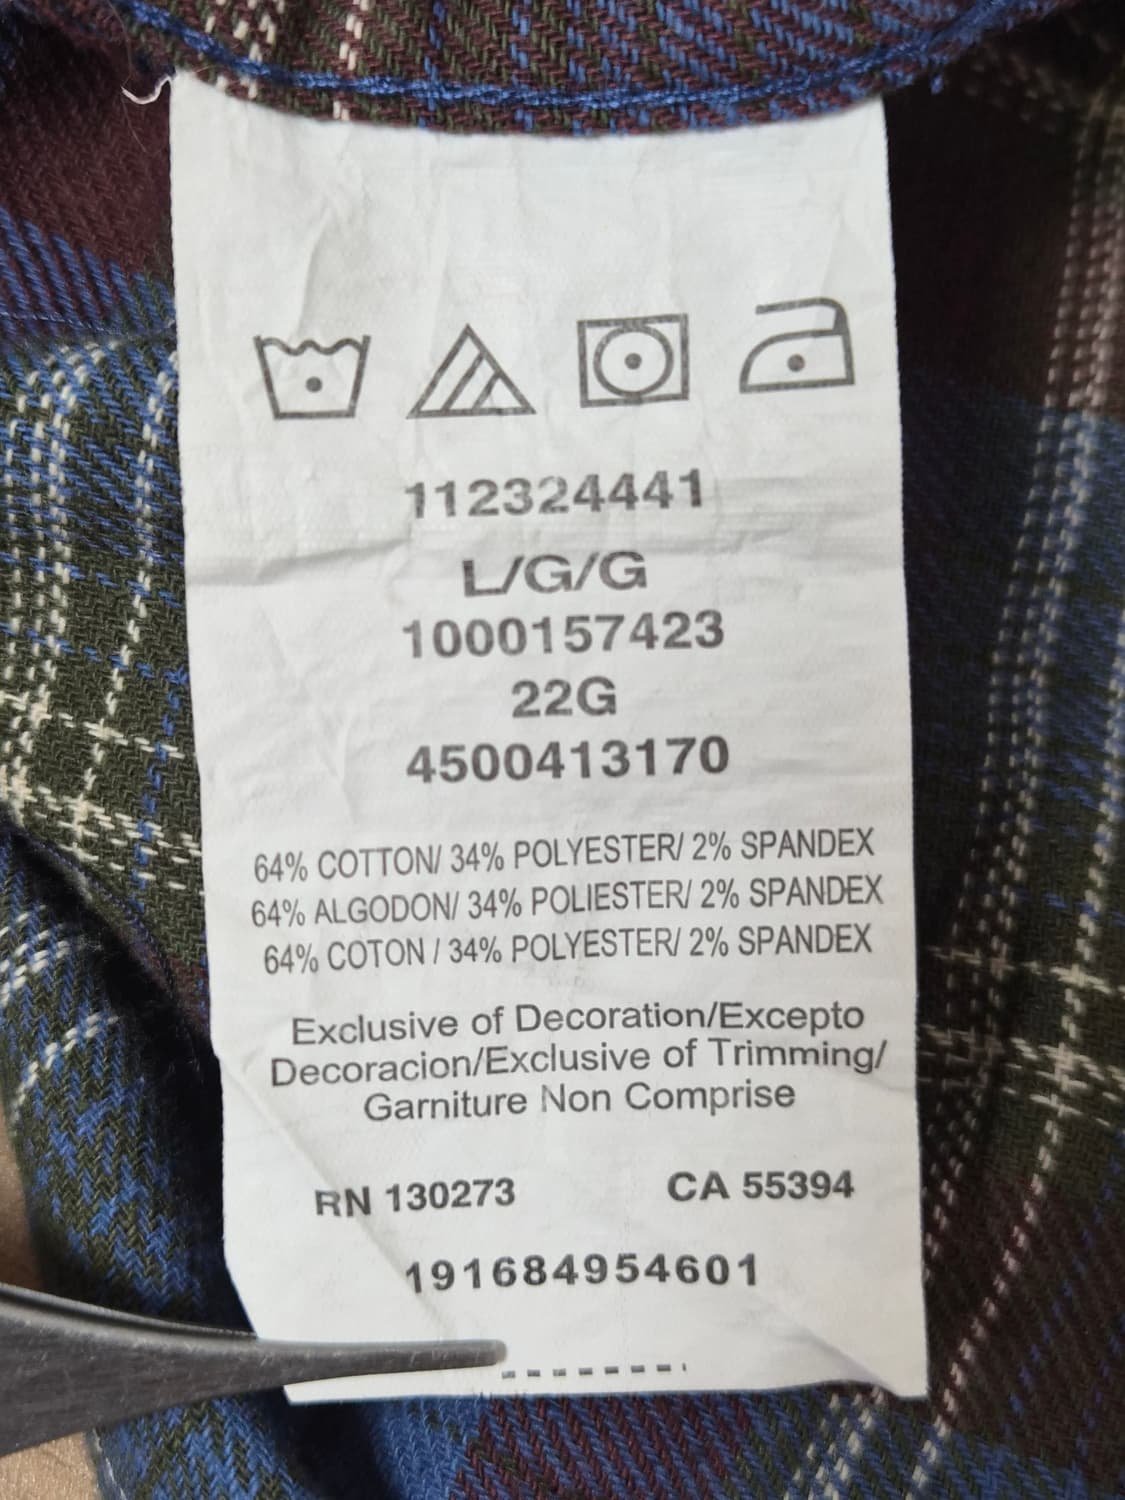 112324441
L/G/G
1000157423
22G
4500413170
64% COTTON/ 34% POLYESTER/ 2% SPANDEX
64% ALGODON/ 34% POLIESTER/ 2% SPANDEX
64% COTON / 34% POLYESTER/ 2% SPANDEX
Exclusive of Decoration/Excepto
Decoracion/Exclusive of Trimming/
Garniture Non Comprise
RN 130273 CA 55394
191684954601